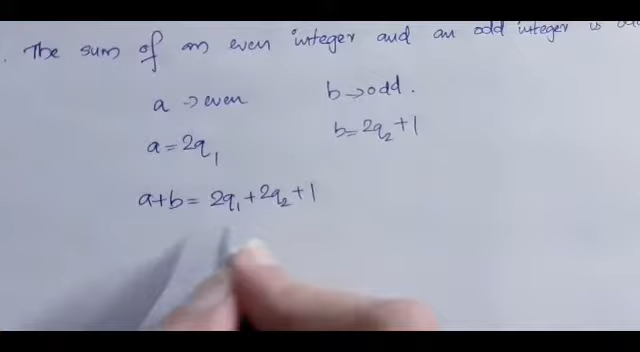 . The sum of an even integer and an odd integer is
a → even
b → odd.
a = 2q₁
b = 2q₂ + 1
a + b = 2q₁ + 2q₂ + 1